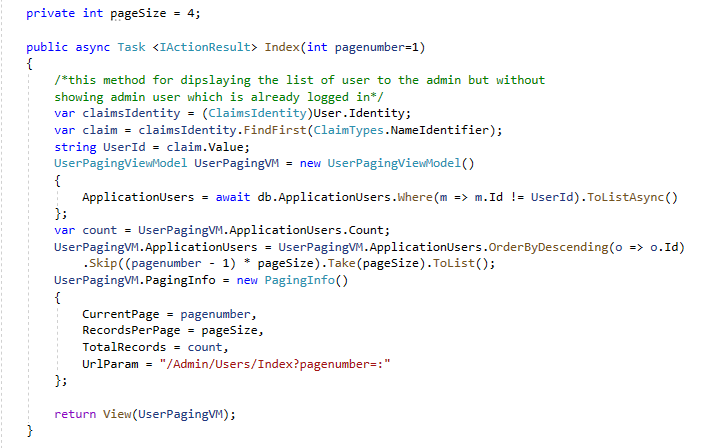 private int pageSize = 4;
public async Task <IActionResult> Index(int pagenumber=1)
{
/*this method for dipslaying the list of user to the admin but without
showing admin user which is already logged in*/
var claimsIdentity = (ClaimsIdentity)User.Identity;
var claim = claimsIdentity.FindFirst(ClaimTypes.NameIdentifier);
string UserId = claim.Value;
UserPagingViewModel UserPagingVM = new UserPagingViewModel()
{
ApplicationUsers = await db.ApplicationUsers.Where(m => m.Id != UserId).ToListAsync()
};
var count = UserPagingVM.ApplicationUsers.Count;
UserPagingVM.ApplicationUsers = UserPagingVM.ApplicationUsers.OrderByDescending(o => o.Id)
.Skip((pagenumber - 1) * pageSize).Take(pageSize).ToList();
UserPagingVM.PagingInfo = new PagingInfo()
{
CurrentPage = pagenumber,
RecordsPerPage = pageSize,
TotalRecords = count,
UrlParam = "/Admin/Users/Index?pagenumber=:"
};
return View(UserPagingVM);
}